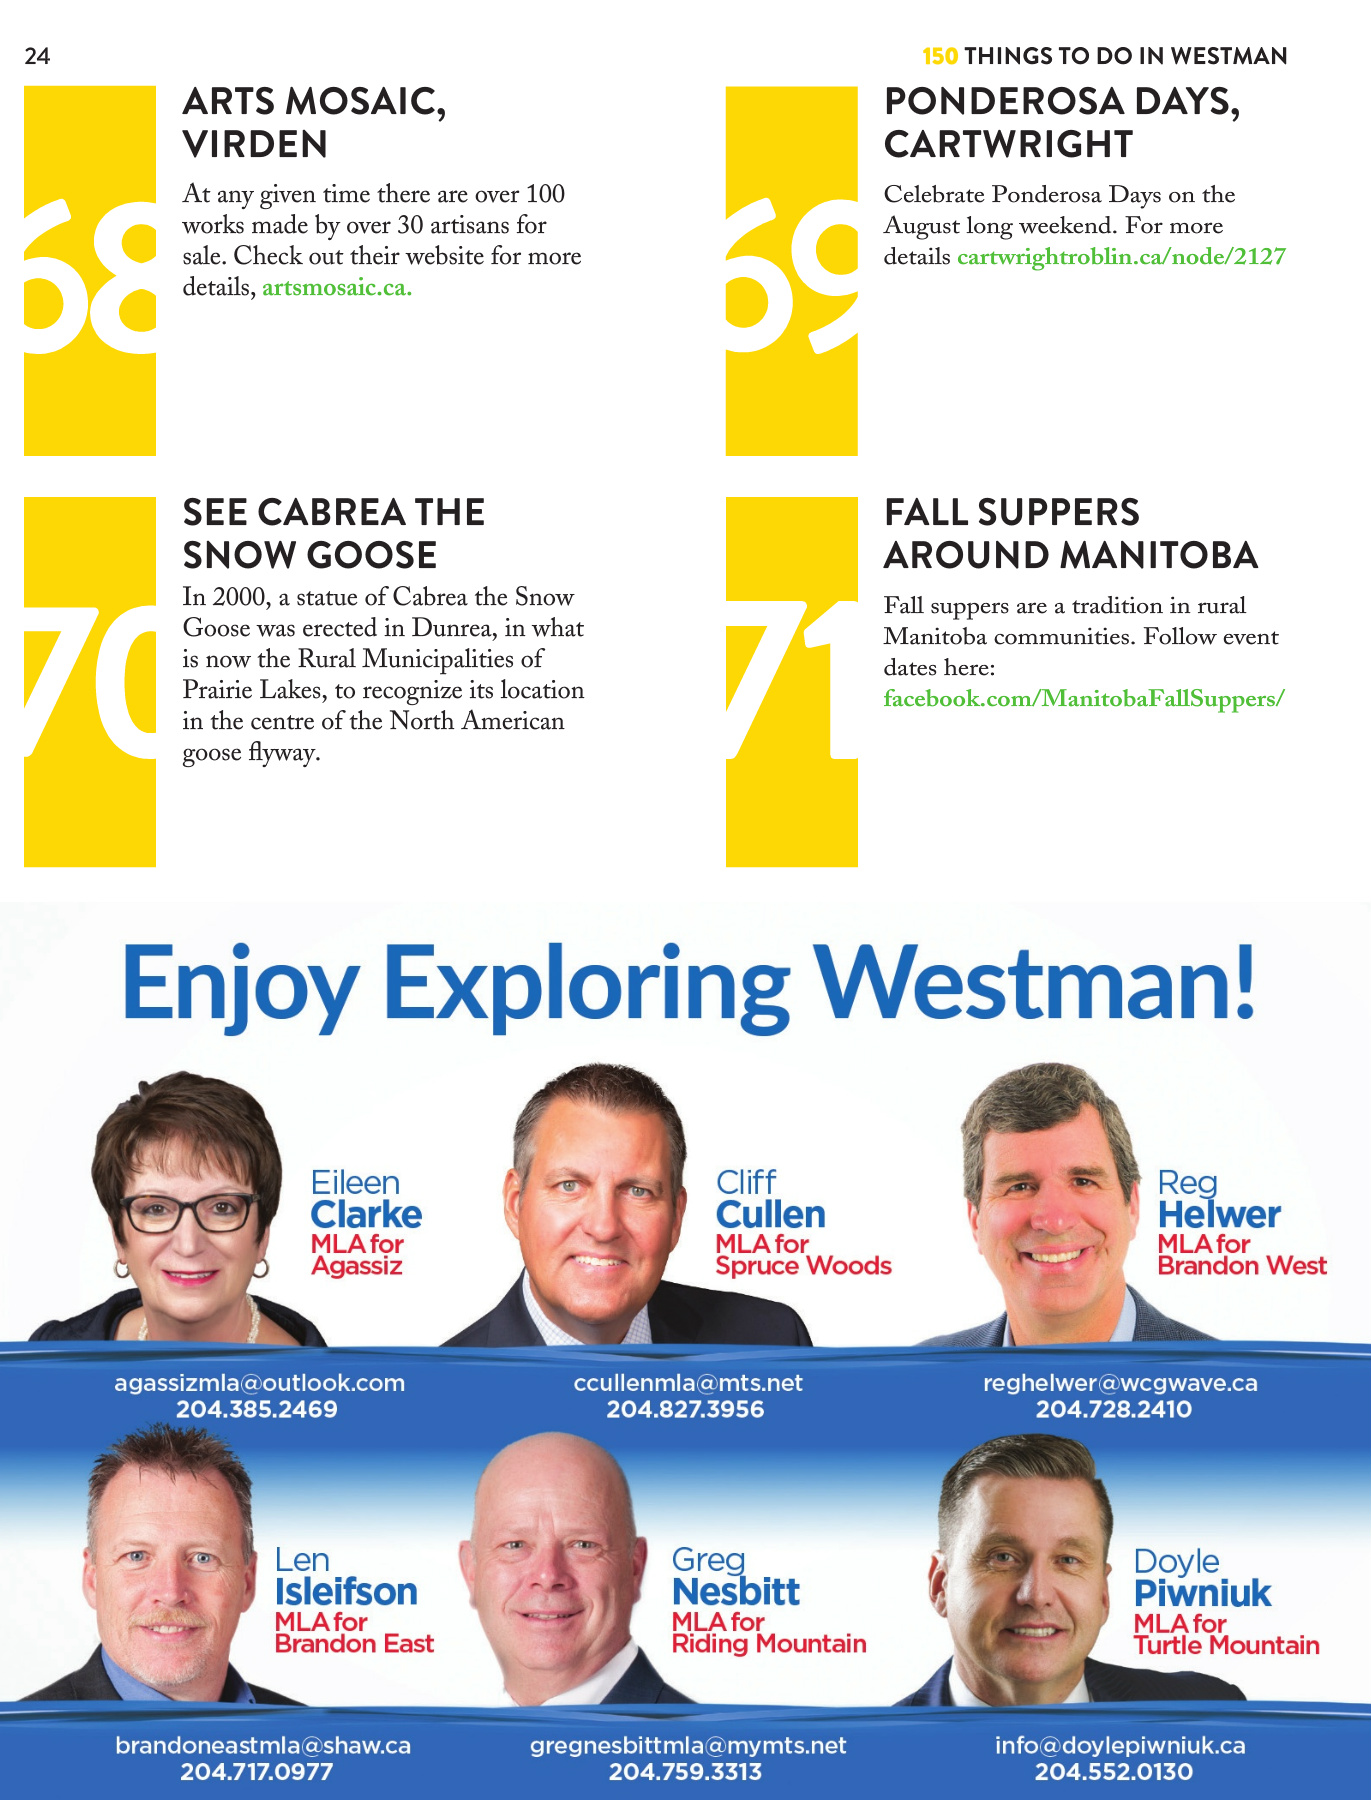 24
150 THINGS TO DO IN WESTMAN
68
ARTS MOSAIC,
VIRDEN
At any given time there are over 100
works made by over 30 artisans for
sale. Check out their website for more
details, artsmosaic.ca.
69
PONDEROSA DAYS,
CARTWRIGHT
Celebrate Ponderosa Days on the
August long weekend. For more
details cartwrightroblin.ca/node/2127
70
SEE CABREA THE
SNOW GOOSE
In 2000, a statue of Cabrea the Snow
Goose was erected in Dunrea, in what
is now the Rural Municipalities of
Prairie Lakes, to recognize its location
in the centre of the North American
goose flyway.
71
FALL SUPPERS
AROUND MANITOBA
Fall suppers are a tradition in rural
Manitoba communities. Follow event
dates here:
facebook.com/ManitobaFallSuppers/
Enjoy Exploring Westman!
Eileen
Clarke
MLA for
Agassiz
agassizmla@outlook.com
204.385.2469
Cliff
Cullen
MLA for
Spruce Woods
ccullenmla@mts.net
204.827.3956
Reg
Helwer
MLA for
Brandon West
reghelwer@wcgwave.ca
204.728.2410
Len
Isleifson
MLA for
Brandon East
brandoneastmla@shaw.ca
204.717.0977
Greg
Nesbitt
MLA for
Riding Mountain
gregnesbittmla@mymts.net
204.759.3313
Doyle
Piwniuk
MLA for
Turtle Mountain
info@doylepiwniuk.ca
204.552.0130